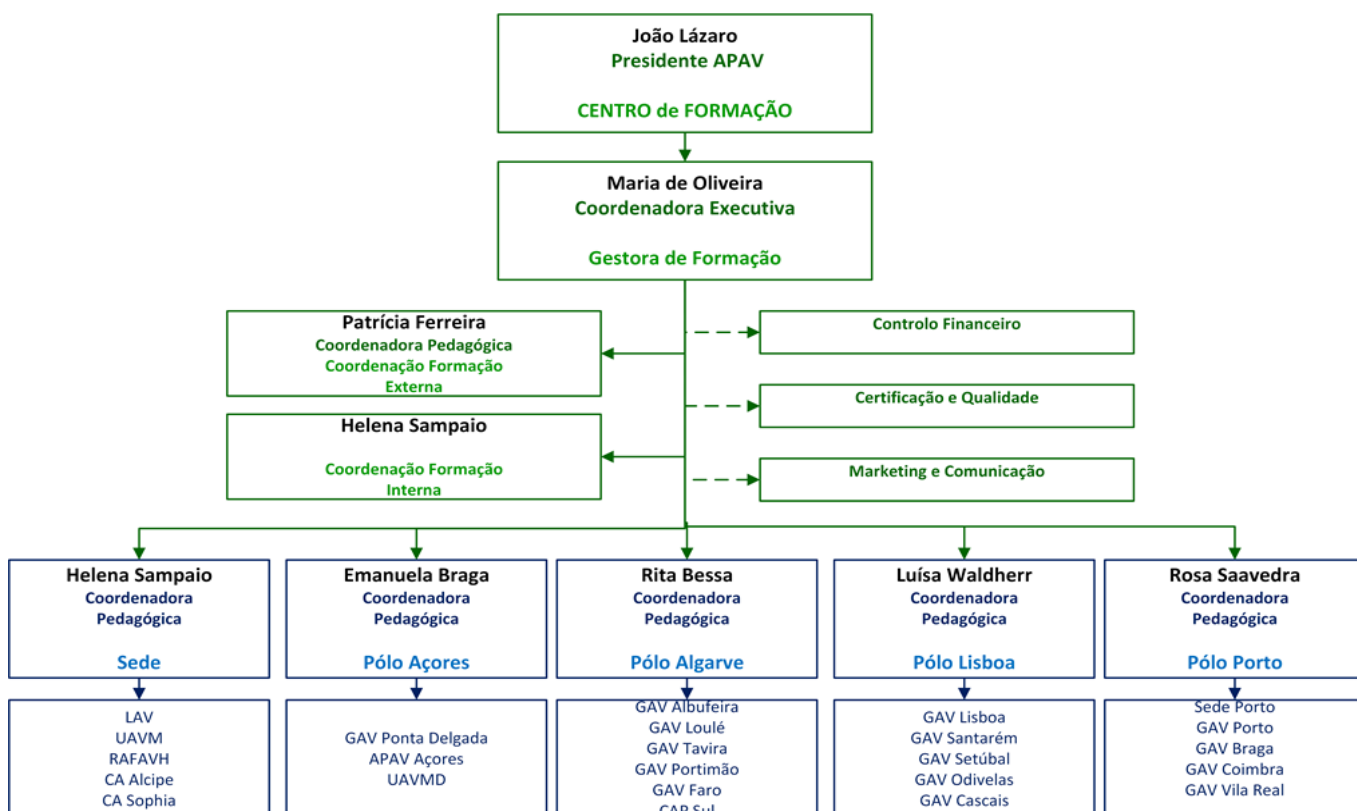 João Lázaro
Presidente APAV
CENTRO de FORMAÇÃO
Maria de Oliveira
Coordenadora Executiva
Gestora de Formação
Patrícia Ferreira
Coordenadora Pedagógica
Coordenação Formação
Externa
Controlo Financeiro
Certificação e Qualidade
Helena Sampaio
Coordenação Formação
Interna
Marketing e Comunicação
Helena Sampaio
Coordenadora
Pedagógica
Sede
Emanuela Braga
Coordenadora
Pedagógica
Pólo Açores
Rita Bessa
Coordenadora
Pedagógica
Pólo Algarve
Luísa Waldherr
Coordenadora
Pedagógica
Pólo Lisboa
Rosa Saavedra
Coordenadora
Pedagógica
Pólo Porto
LAV
UAVM
RAFAVH
CA Alcipe
CA Sophia
GAV Ponta Delgada
APAV Açores
UAVMD
GAV Albufeira
GAV Loulé
GAV Tavira
GAV Portimão
GAV Faro
CAP Sul
GAV Lisboa
GAV Santarém
GAV Setúbal
GAV Odivelas
GAV Cascais
Sede Porto
GAV Porto
GAV Braga
GAV Coimbra
GAV Vila Real